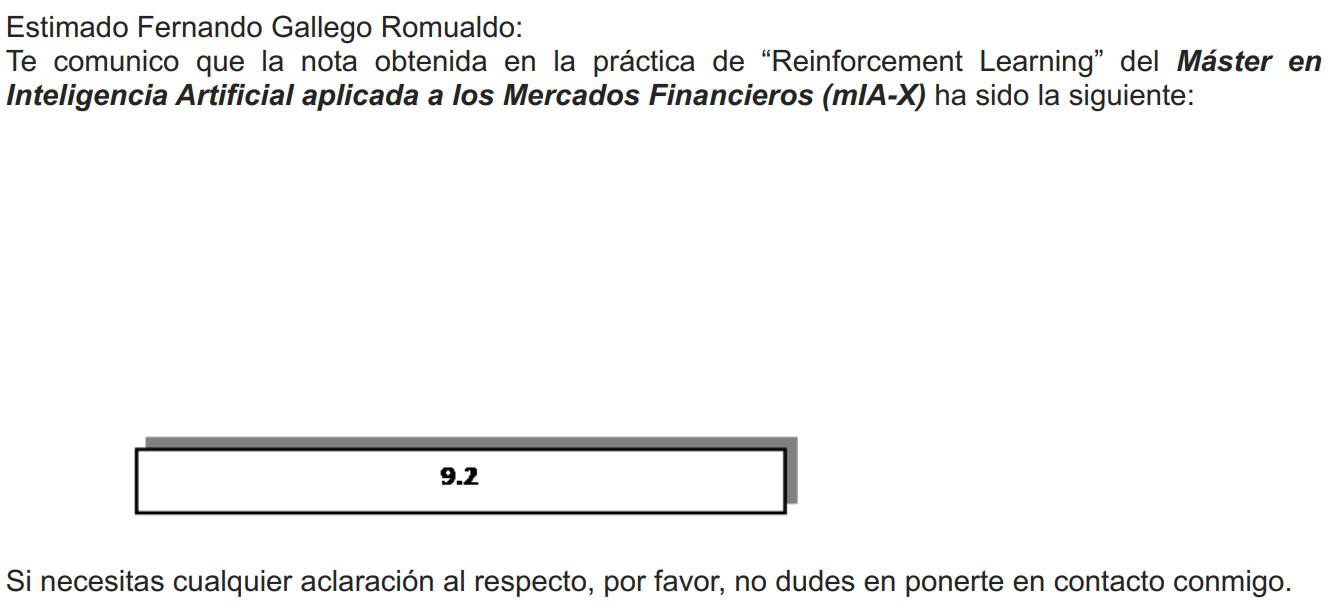 Estimado Fernando Gallego Romualdo:
Te comunico que la nota obtenida en la práctica de “Reinforcement Learning” del Máster en
Inteligencia Artificial aplicada a los Mercados Financieros (mIA-X) ha sido la siguiente:
9.2
Si necesitas cualquier aclaración al respecto, por favor, no dudes en ponerte en contacto conmigo.